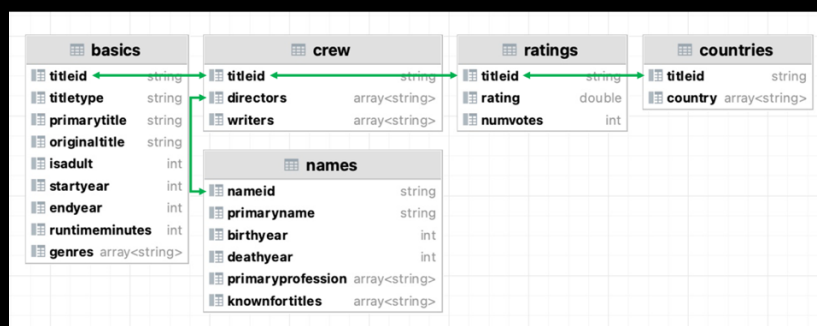 basics
titleid string
titletype string
primarytitle string
originaltitle string
isadult int
startyear int
endyear int
runtimeminutes int
genres array<string>
crew
titleid string
directors array<string>
writers array<string>
names
nameid string
primaryname string
birthyear int
deathyear int
primaryprofession array<string>
knownfortitles array<string>
ratings
titleid string
rating double
numvotes int
countries
titleid string
country array<string>